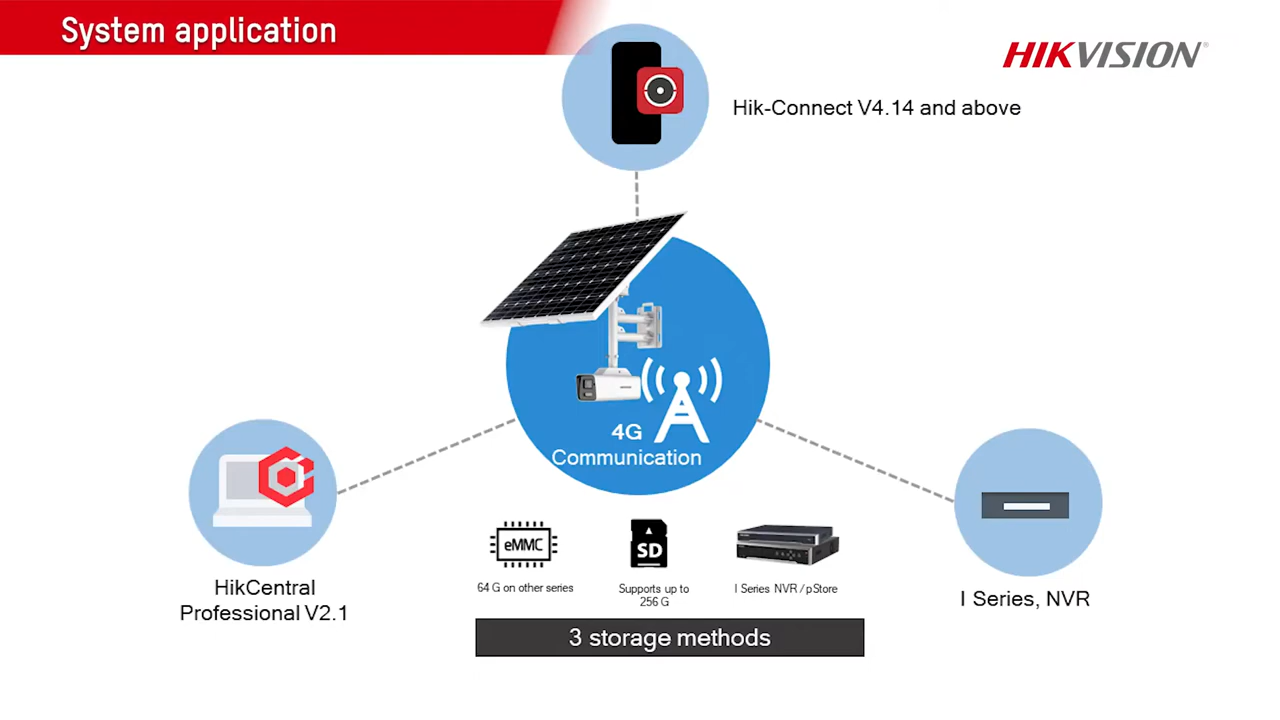 System application
HIKVISION®
Hik-Connect V4.14 and above
4G
Communication
HikCentral
Professional V2.1
eMMC
64 G on other series
SD
Supports up to
256 G
I Series NVR / pStore
I Series, NVR
3 storage methods